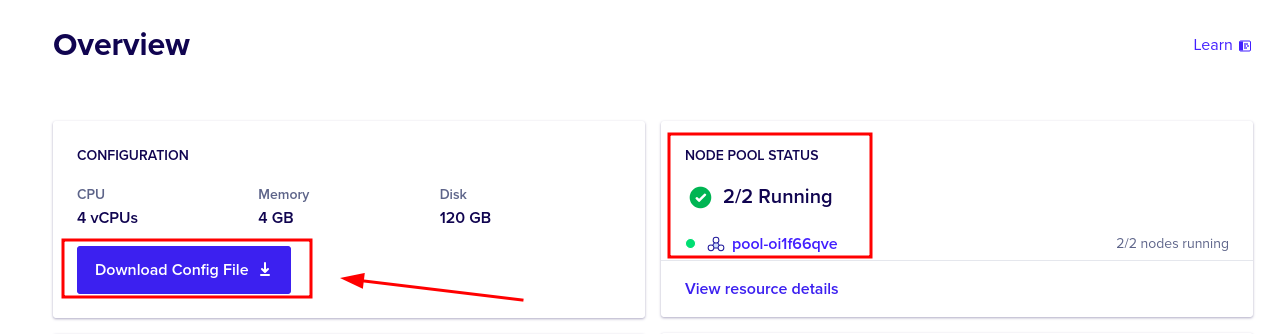 Overview
Learn
CONFIGURATION
CPU Memory Disk
4 vCPUs 4 GB 120 GB
Download Config File
NODE POOL STATUS
2/2 Running
pool-oi1f66qve 2/2 nodes running
View resource details